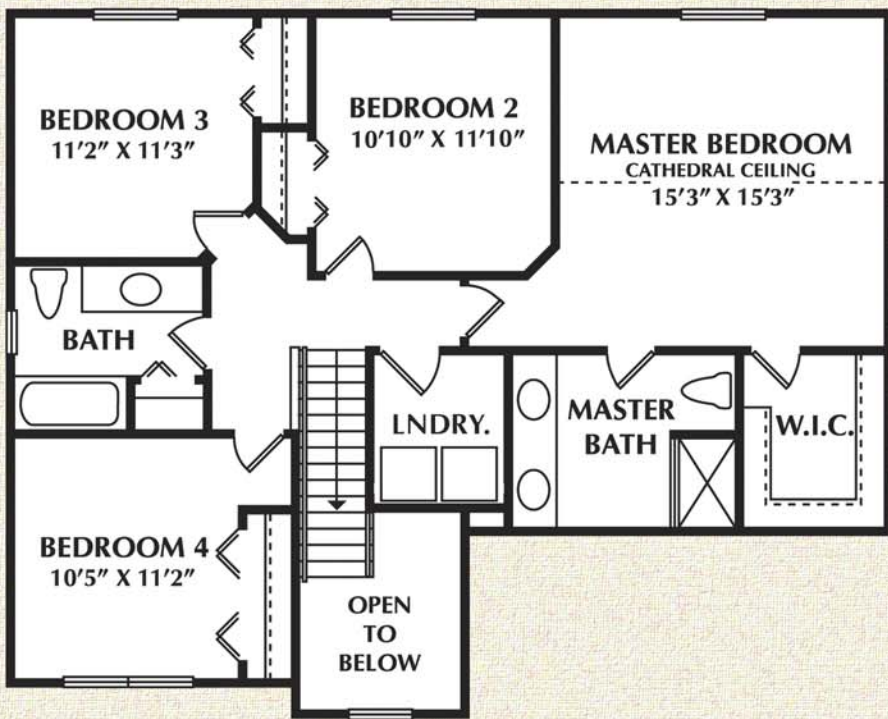 BEDROOM 3
11'2" X 11'3"
BEDROOM 2
10'10" X 11'10"
MASTER BEDROOM
CATHEDRAL CEILING
15'3" X 15'3"
BATH
LNDRY.
MASTER
BATH
W.I.C.
BEDROOM 4
10'5" X 11'2"
OPEN
TO
BELOW